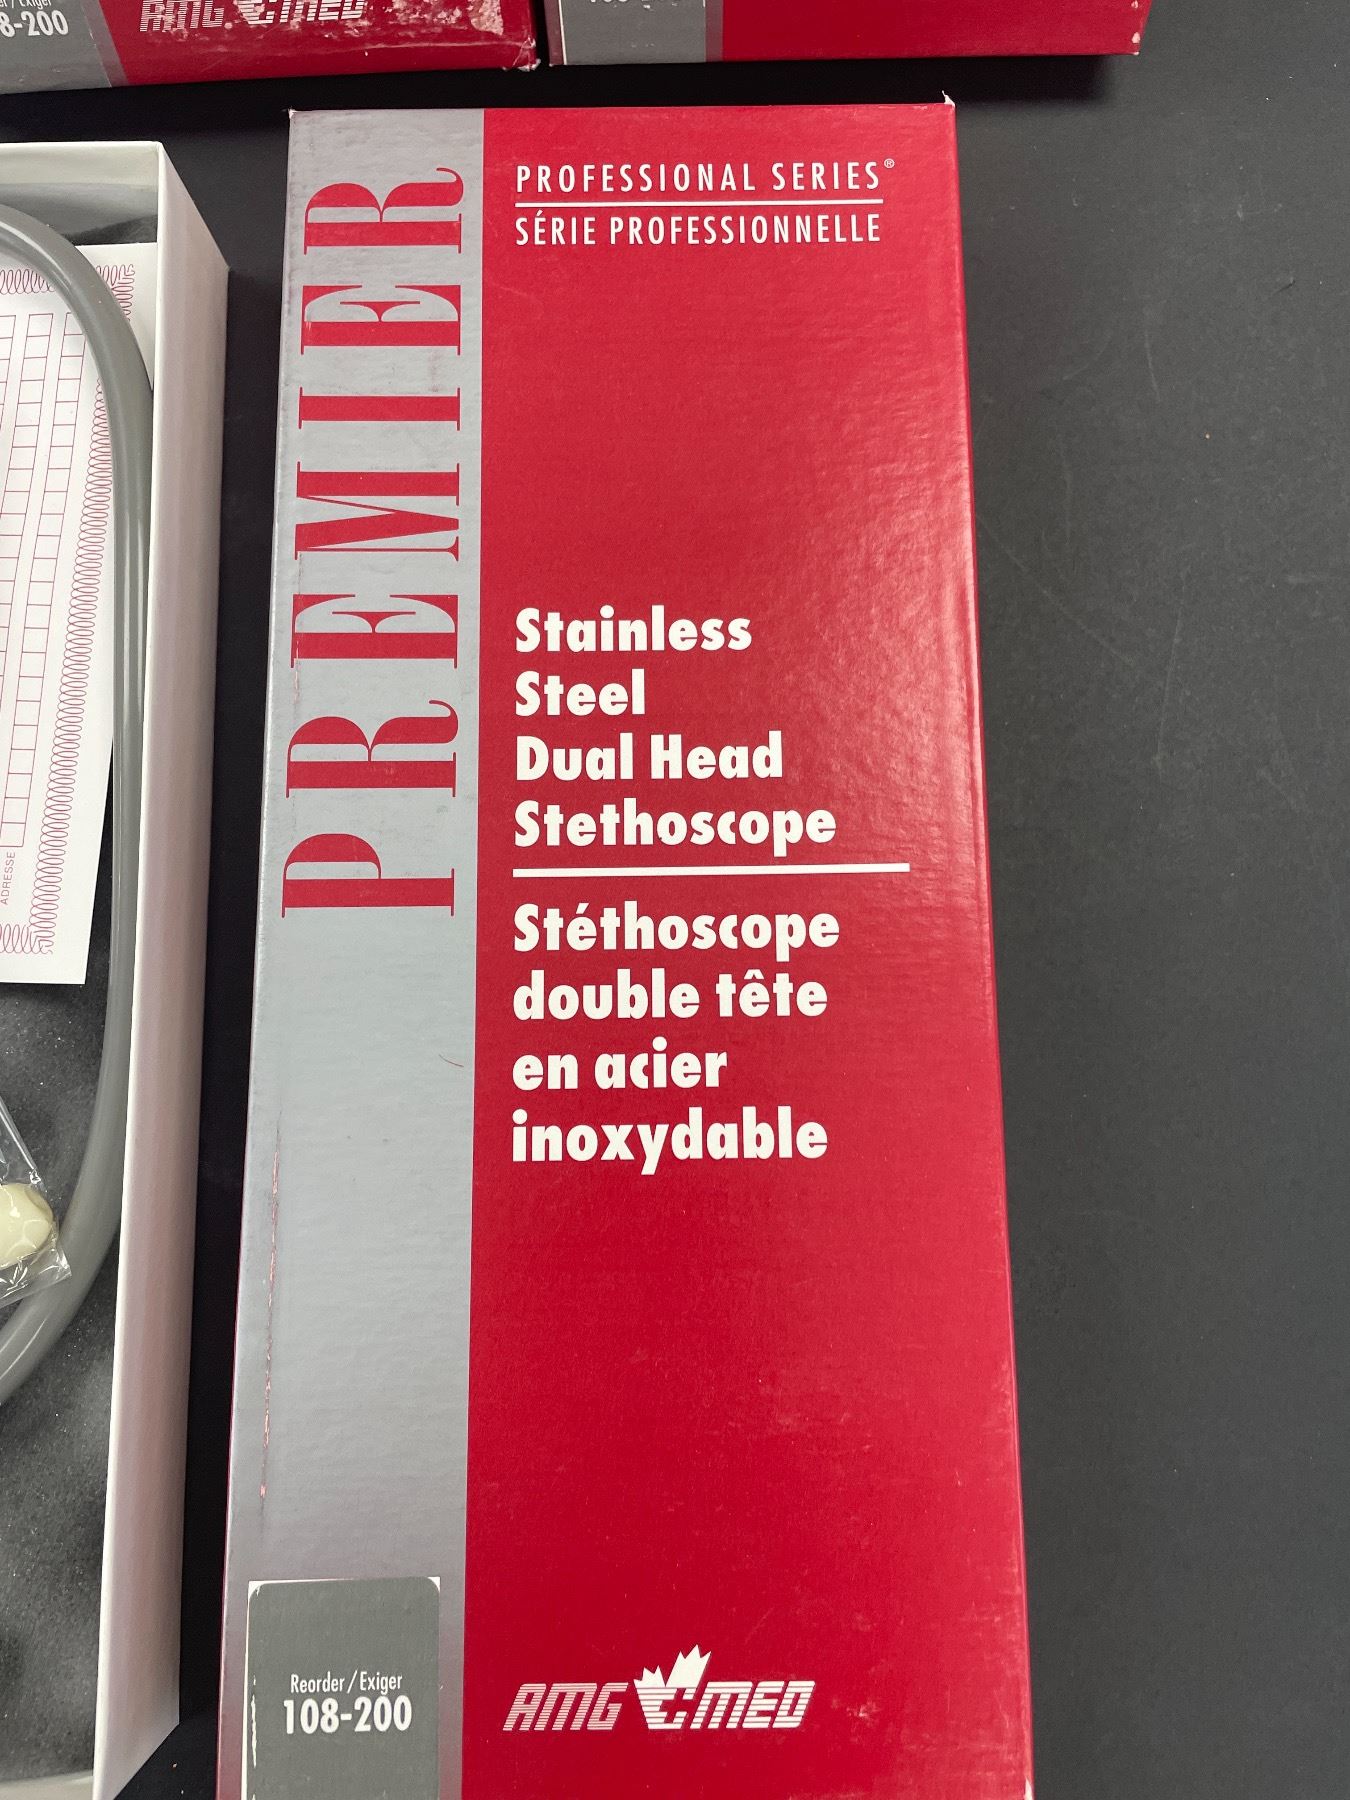 8-200
AMG MED
PREMIER
PROFESSIONAL SERIES®
SÉRIE PROFESSIONNELLE
Stainless
Steel
Dual Head
Stethoscope
Stéthoscope
double tête
en acier
inoxydable
ADRESSE
Reorder / Exiger
108-200
AMG MED